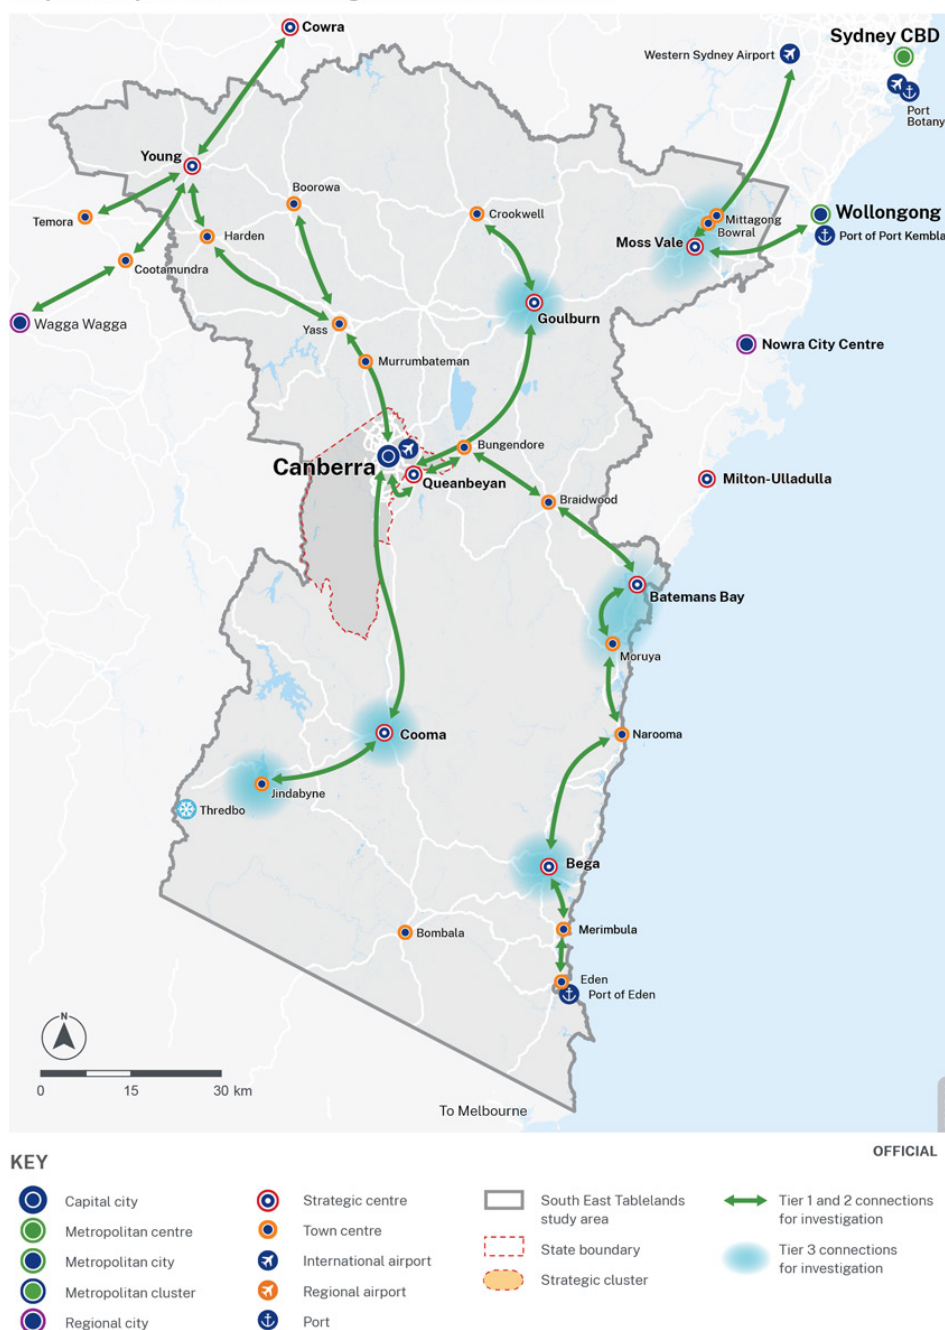 Cowra
Sydney CBD
Western Sydney Airport
Port
Botany
Young
Boorowa
Temora
Harden
Crookwell
Mittagong
Bowral
Wollongong
Moss Vale
Port of Port Kembla
Cootamundra
Goulburn
Wagga Wagga
Yass
Nowra City Centre
Murrumbateman
Bungendore
Canberra
Queanbeyan
Milton-Ulladulla
Braidwood
Batemans Bay
Moruya
Cooma
Narooma
Jindabyne
Thredbo
Bega
Bombala
Merimbula
Eden
Port of Eden
N
0 15 30 km
To Melbourne
OFFICIAL
KEY
Capital city
Metropolitan centre
Metropolitan city
Metropolitan cluster
Regional city
Strategic centre
Town centre
International airport
Regional airport
Port
South East Tablelands
study area
State boundary
Strategic cluster
Tier 1 and 2 connections
for investigation
Tier 3 connections
for investigation